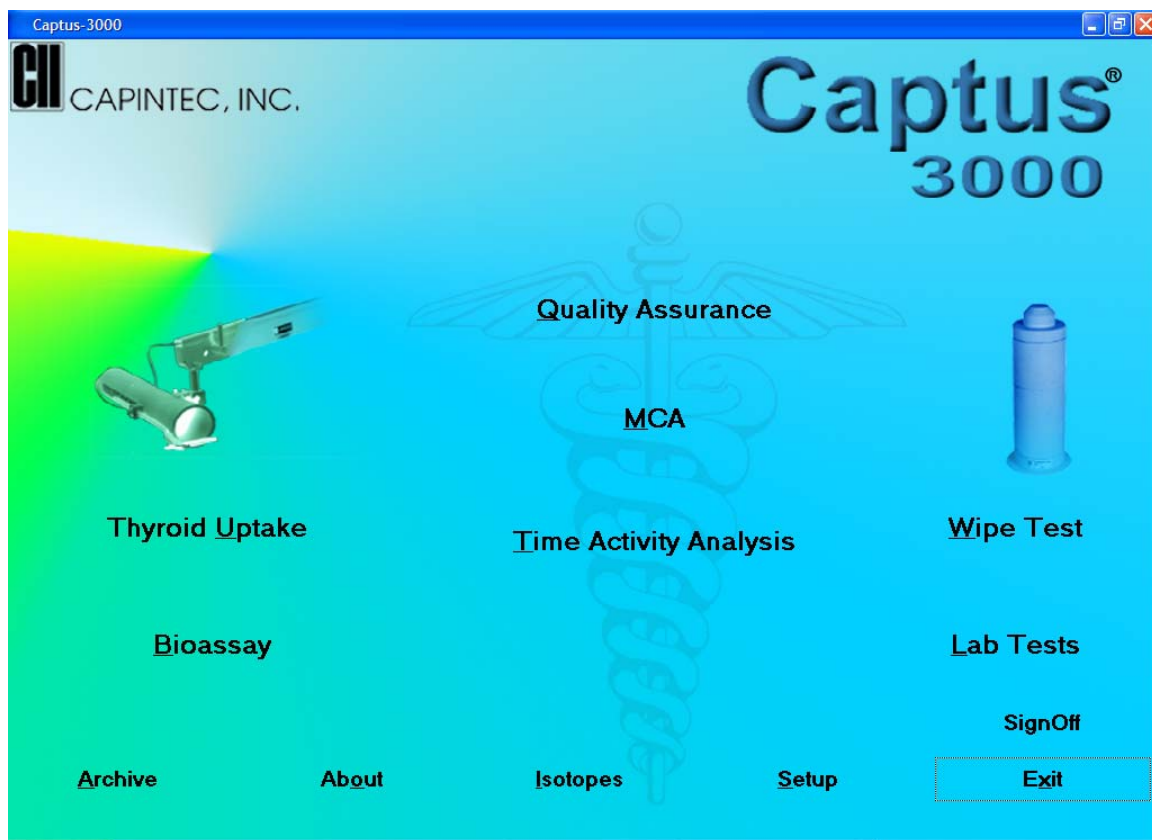 Captus-3000
CII CAPINTEC, INC.
Captus®
3000
Quality Assurance
MCA
Thyroid Uptake
Time Activity Analysis
Wipe Test
Bioassay
Lab Tests
SignOff
Archive
About
Isotopes
Setup
Exit